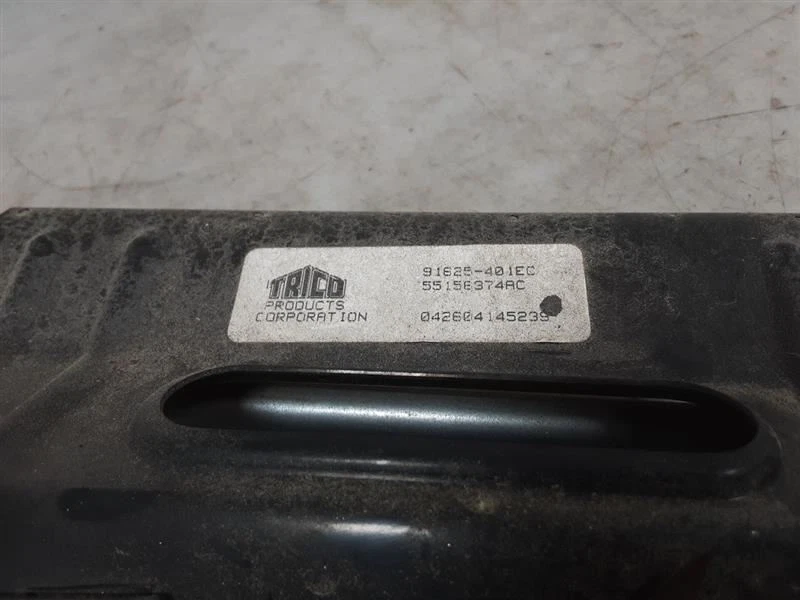 TRICO
PRODUCTS
CORPORATION
91625-401EC
55156374AC
042604145239